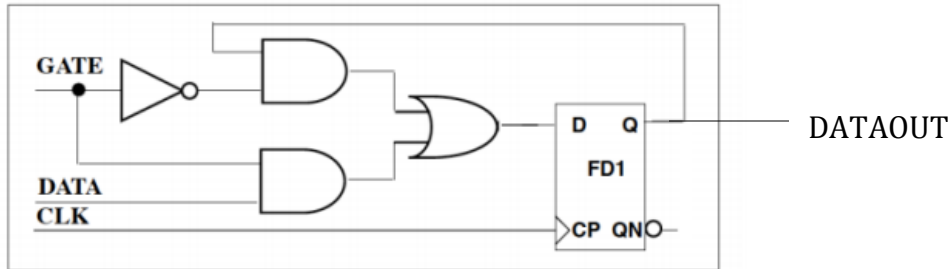 GATE
D Q
DATAOUT
FD1
DATA
CLK
CP QN